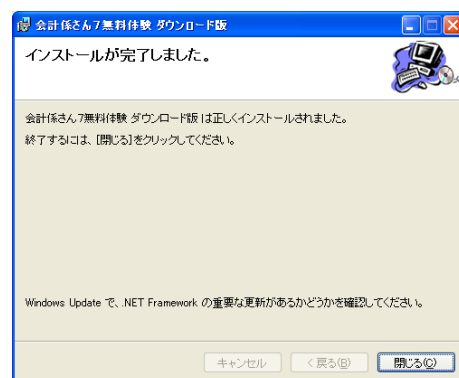 会計係さん7無料体験 ダウンロード版
インストールが完了しました。
会計係さん7無料体験 ダウンロード版 は正しくインストールされました。
終了するには、[閉じる]をクリックしてください。
Windows Update で、.NET Framework の重要な更新があるかどうかを確認してください。
キャンセル < 戻る(B) 閉じる(C)